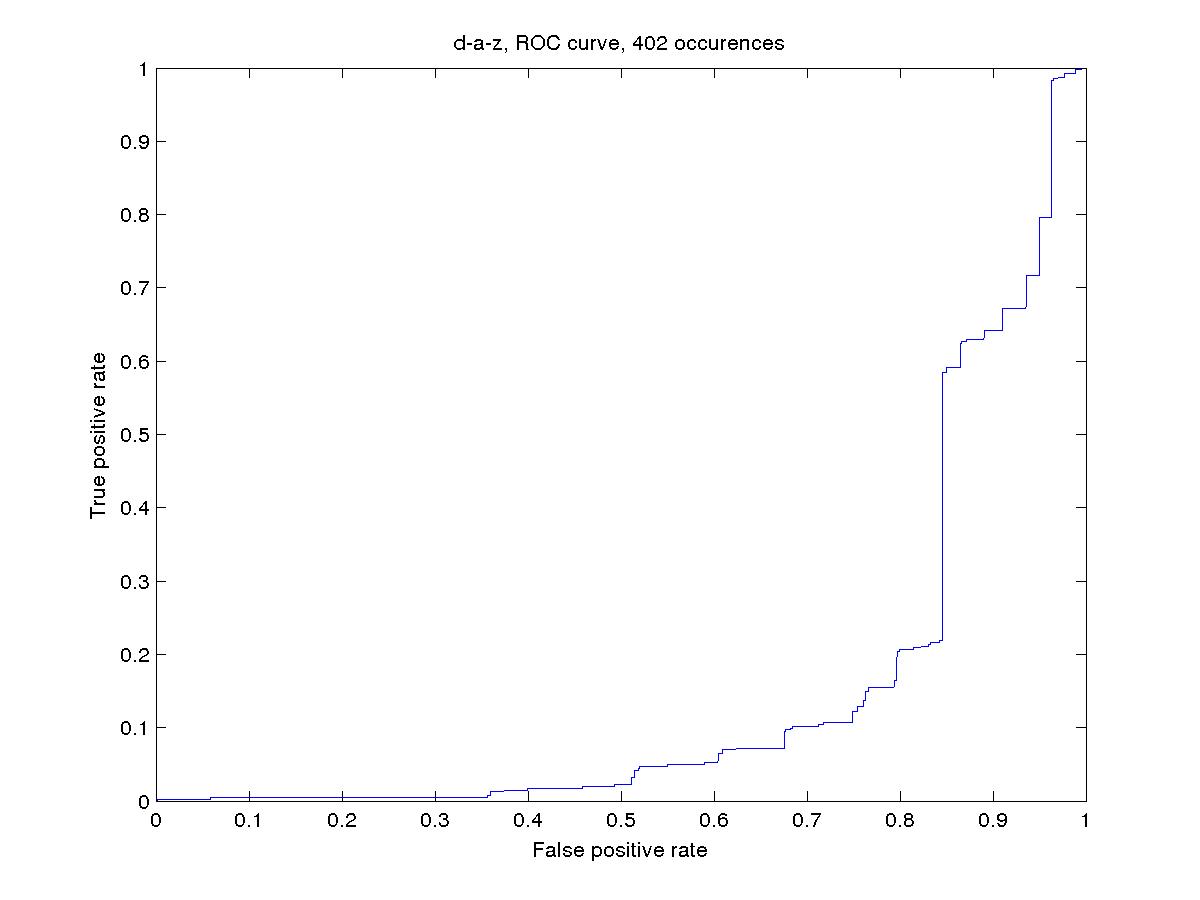 d-a-z, ROC curve, 402 occurences
1
0.9
0.8
0.7
0.6
0.5
0.4
0.3
0.2
0.1
0
True positive rate
0 0.1 0.2 0.3 0.4 0.5 0.6 0.7 0.8 0.9 1
False positive rate